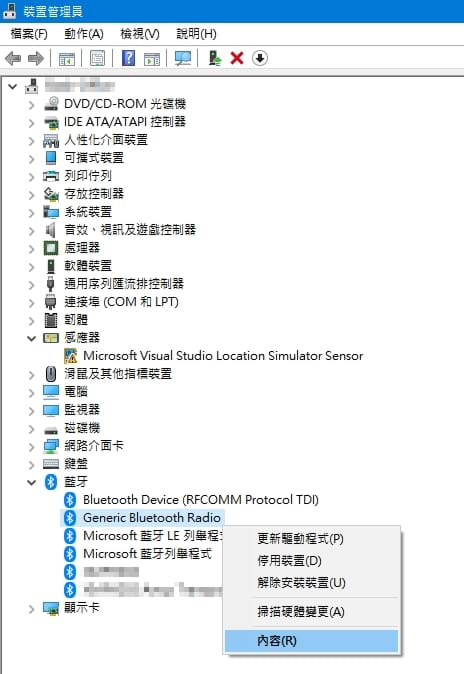 裝置管理員
檔案(F) 動作(A) 檢視(V) 說明(H)
DVD/CD-ROM 光碟機
IDE ATA/ATAPI 控制器
人性化介面裝置
可攜式裝置
列印佇列
存放控制器
系統裝置
音效、視訊及遊戲控制器
處理器
軟體裝置
通用序列匯流排控制器
連接埠 (COM 和 LPT)
韌體
感應器
Microsoft Visual Studio Location Simulator Sensor
滑鼠及其他指標裝置
電腦
監視器
磁碟機
網路介面卡
鍵盤
藍牙
Bluetooth Device (RFCOMM Protocol TDI)
Generic Bluetooth Radio
Microsoft 藍牙 LE 列舉程式
Microsoft 藍牙列舉程式
顯示卡
更新驅動程式(P)
停用裝置(D)
解除安裝裝置(U)
掃描硬體變更(A)
內容(R)